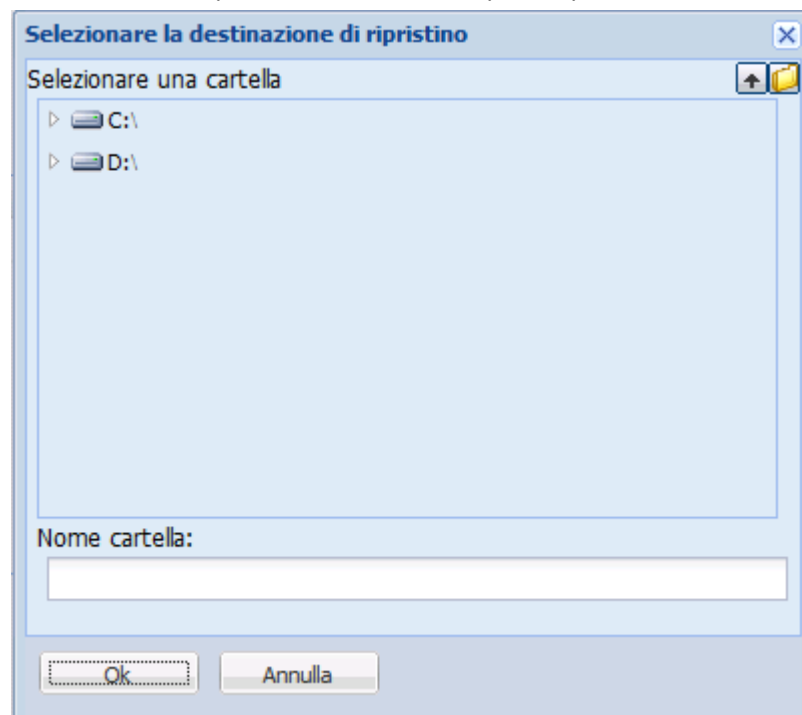 Selezionare la destinazione di ripristino
Selezionare una cartella
C:\
D:\
Nome cartella:
Ok
Annulla